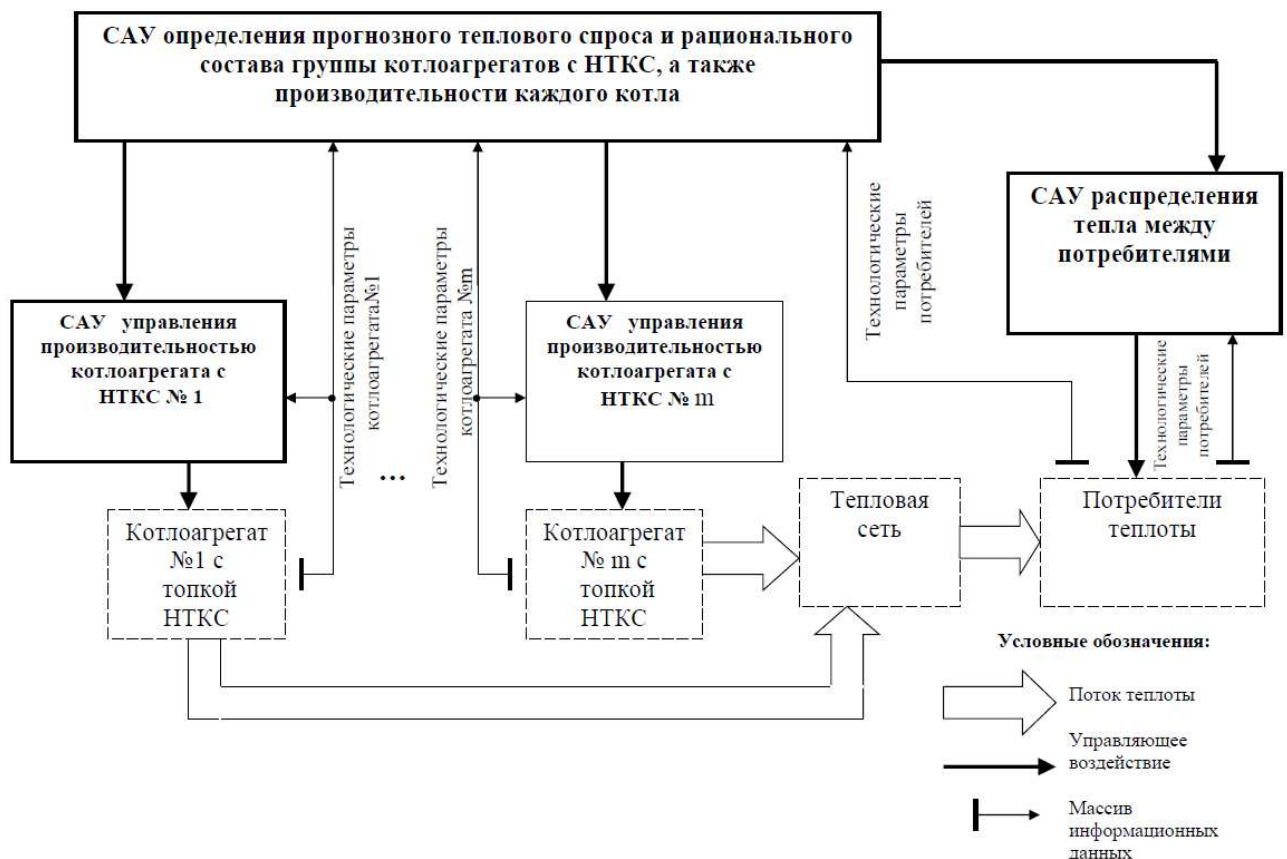 САУ определения прогнозного теплового спроса и рационального
состава группы котлоагрегатов с НТКС, а также
производительности каждого котла
САУ распределения
тепла между
потребителями
Технологические
параметры
потребителей
Технологические параметры
котлоагрегата№1
Технологические параметры
котлоагрегата №m
САУ управления
производительностью
котлоагрегата с
НТКС № 1
САУ управления
производительностью
котлоагрегата с
НТКС № m
Технологические
параметры
потребителей
...
Котлоагрегат
№1 с
топкой
НТКС
Котлоагрегат
№ m с
топкой
НТКС
Тепловая
сеть
Потребители
теплоты
Условные обозначения:
Поток теплоты
Управляющее
воздействие
Массив
информационных
данных